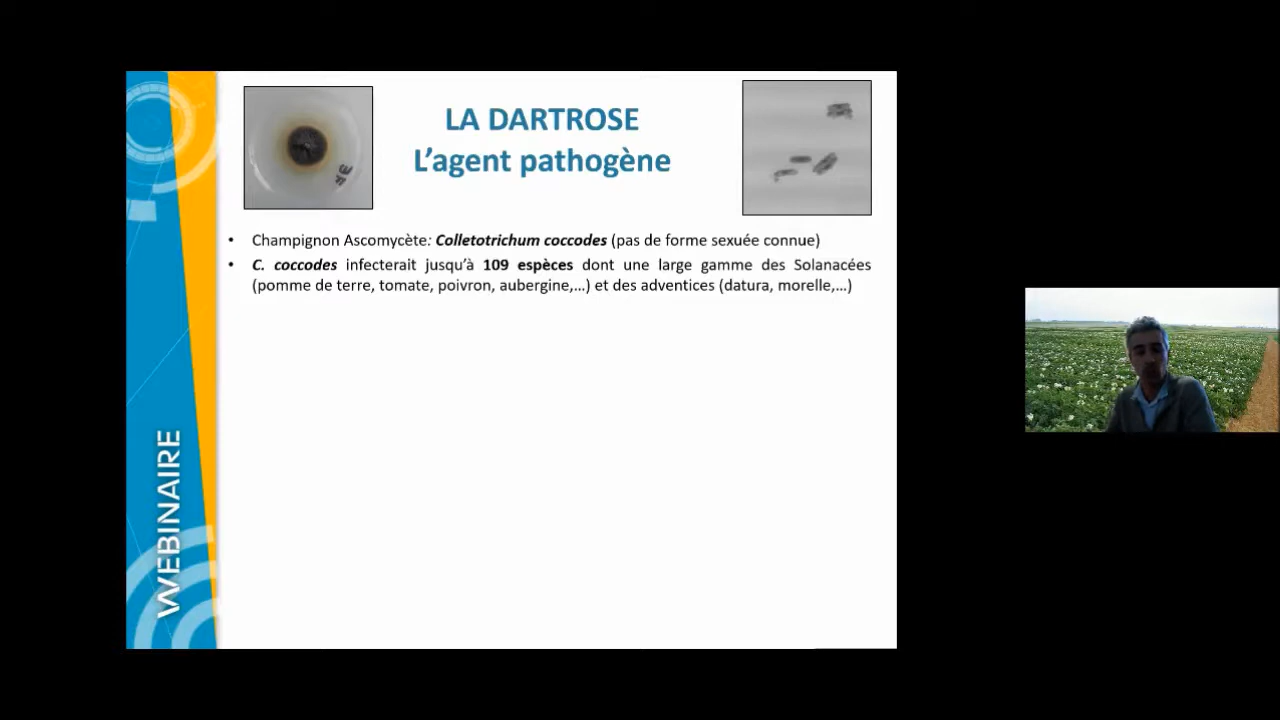 LA DARTROSE
L’agent pathogène
• Champignon Ascomycète: Colletotrichum coccodes (pas de forme sexuée connue)
• C. coccodes infecterait jusqu’à 109 espèces dont une large gamme des Solanacées
(pomme de terre, tomate, poivron, aubergine,…) et des adventices (datura, morelle,…)
WEBINAIRE